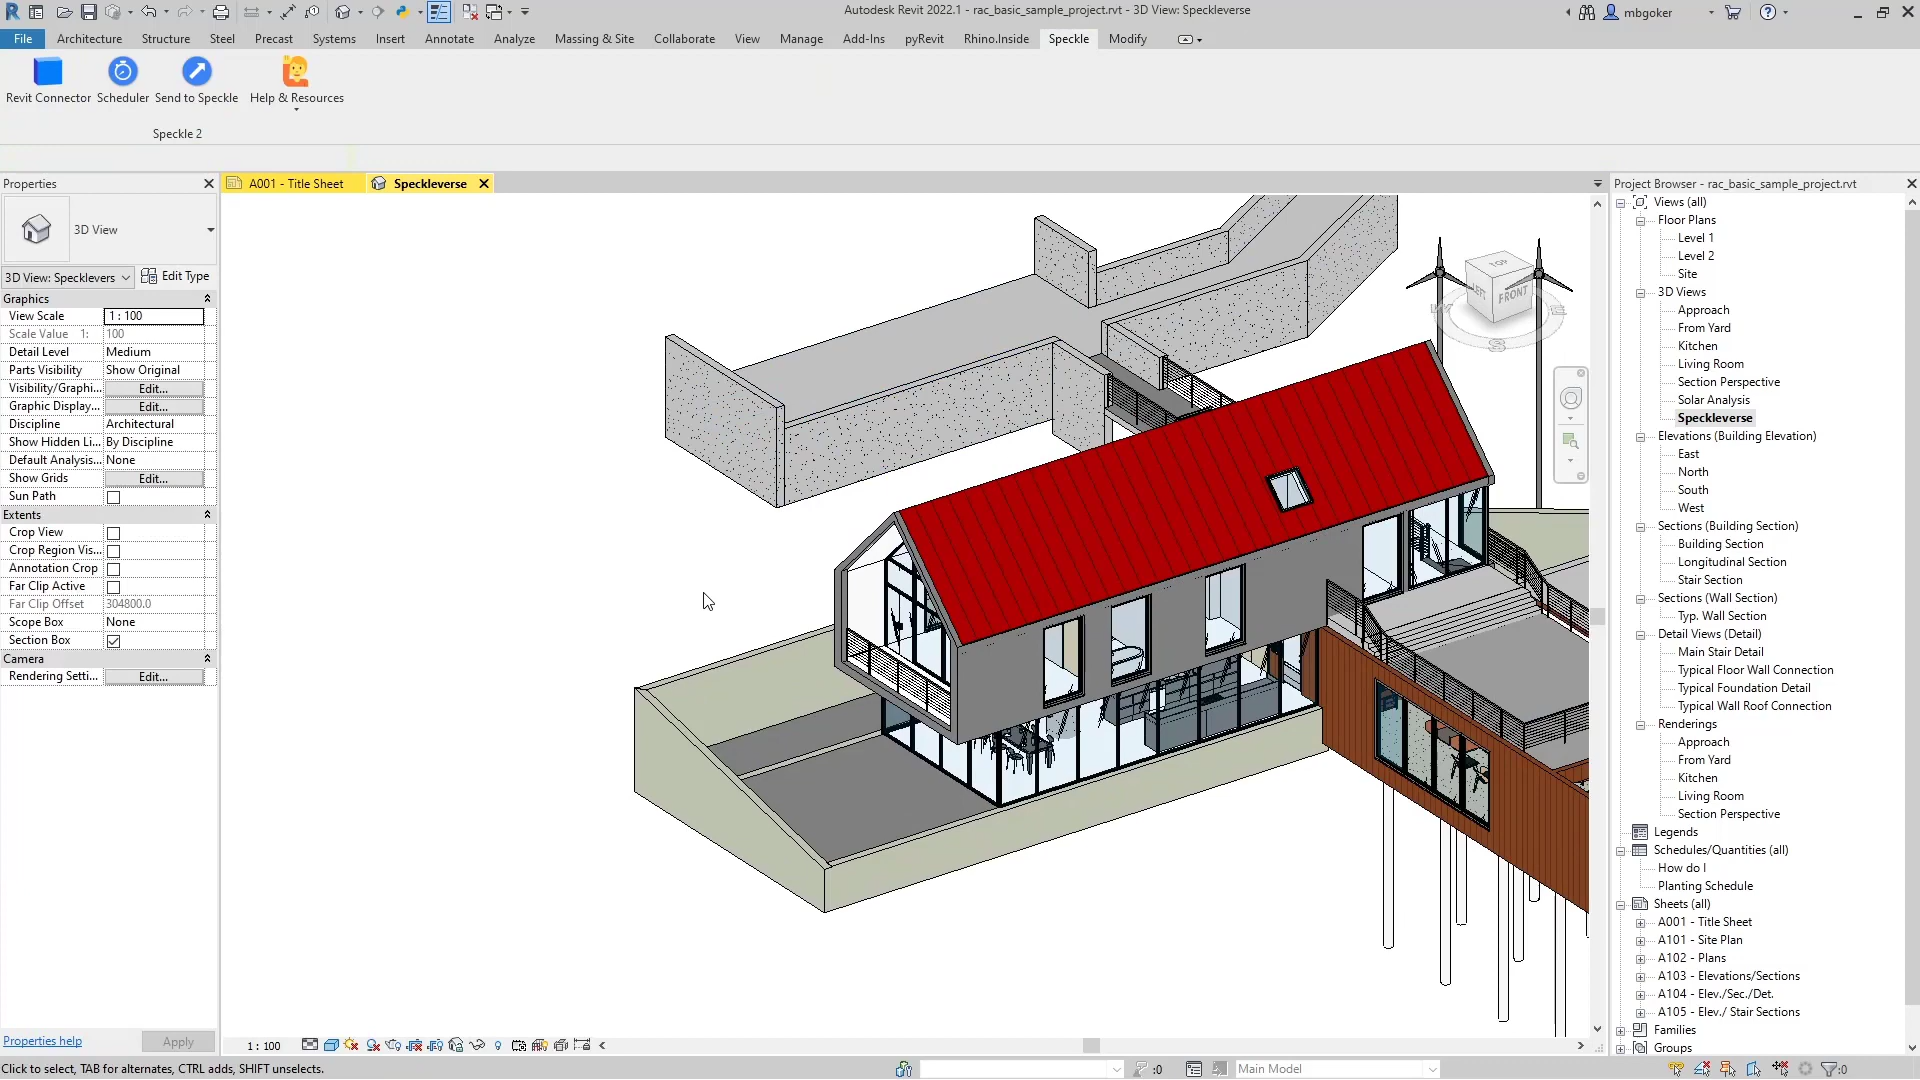 Autodesk Revit 2022.1 - rac_basic_sample_project.rvt - 3D View: Speckleverse
mbgoker
File Architecture Structure Steel Precast Systems Insert Annotate Analyze Massing & Site Collaborate View Manage Add-Ins pyRevit Rhino.Inside Speckle Modify
Revit Connector Scheduler Send to Speckle Help & Resources
Speckle 2
Properties
3D View
3D View: Specklevers Edit Type
Graphics
View Scale 1 : 100
Scale Value 1: 100
Detail Level Medium
Parts Visibility Show Original
Visibility/Graphi... Edit...
Graphic Display... Edit...
Discipline Architectural
Show Hidden Li... By Discipline
Default Analysis... None
Show Grids Edit...
Sun Path
Extents
Crop View
Crop Region Vis...
Annotation Crop
Far Clip Active
Far Clip Offset 304800.0
Scope Box None
Section Box
Camera
Rendering Setti... Edit...
Properties help Apply
A001 - Title Sheet Speckleverse
TOP
LEFT FRONT
E
S
1 : 100
Project Browser - rac_basic_sample_project.rvt
Views (all)
Floor Plans
Level 1
Level 2
Site
3D Views
Approach
From Yard
Kitchen
Living Room
Section Perspective
Solar Analysis
Speckleverse
Elevations (Building Elevation)
East
North
South
West
Sections (Building Section)
Building Section
Longitudinal Section
Stair Section
Sections (Wall Section)
Typ. Wall Section
Detail Views (Detail)
Main Stair Detail
Typical Floor Wall Connection
Typical Foundation Detail
Typical Wall Roof Connection
Renderings
Approach
From Yard
Kitchen
Living Room
Section Perspective
Legends
Schedules/Quantities (all)
How do I
Planting Schedule
Sheets (all)
A001 - Title Sheet
A101 - Site Plan
A102 - Plans
A103 - Elevations/Sections
A104 - Elev./Sec./Det.
A105 - Elev./ Stair Sections
Families
Groups
Click to select, TAB for alternates, CTRL adds, SHIFT unselects.
:0
Main Model
:0